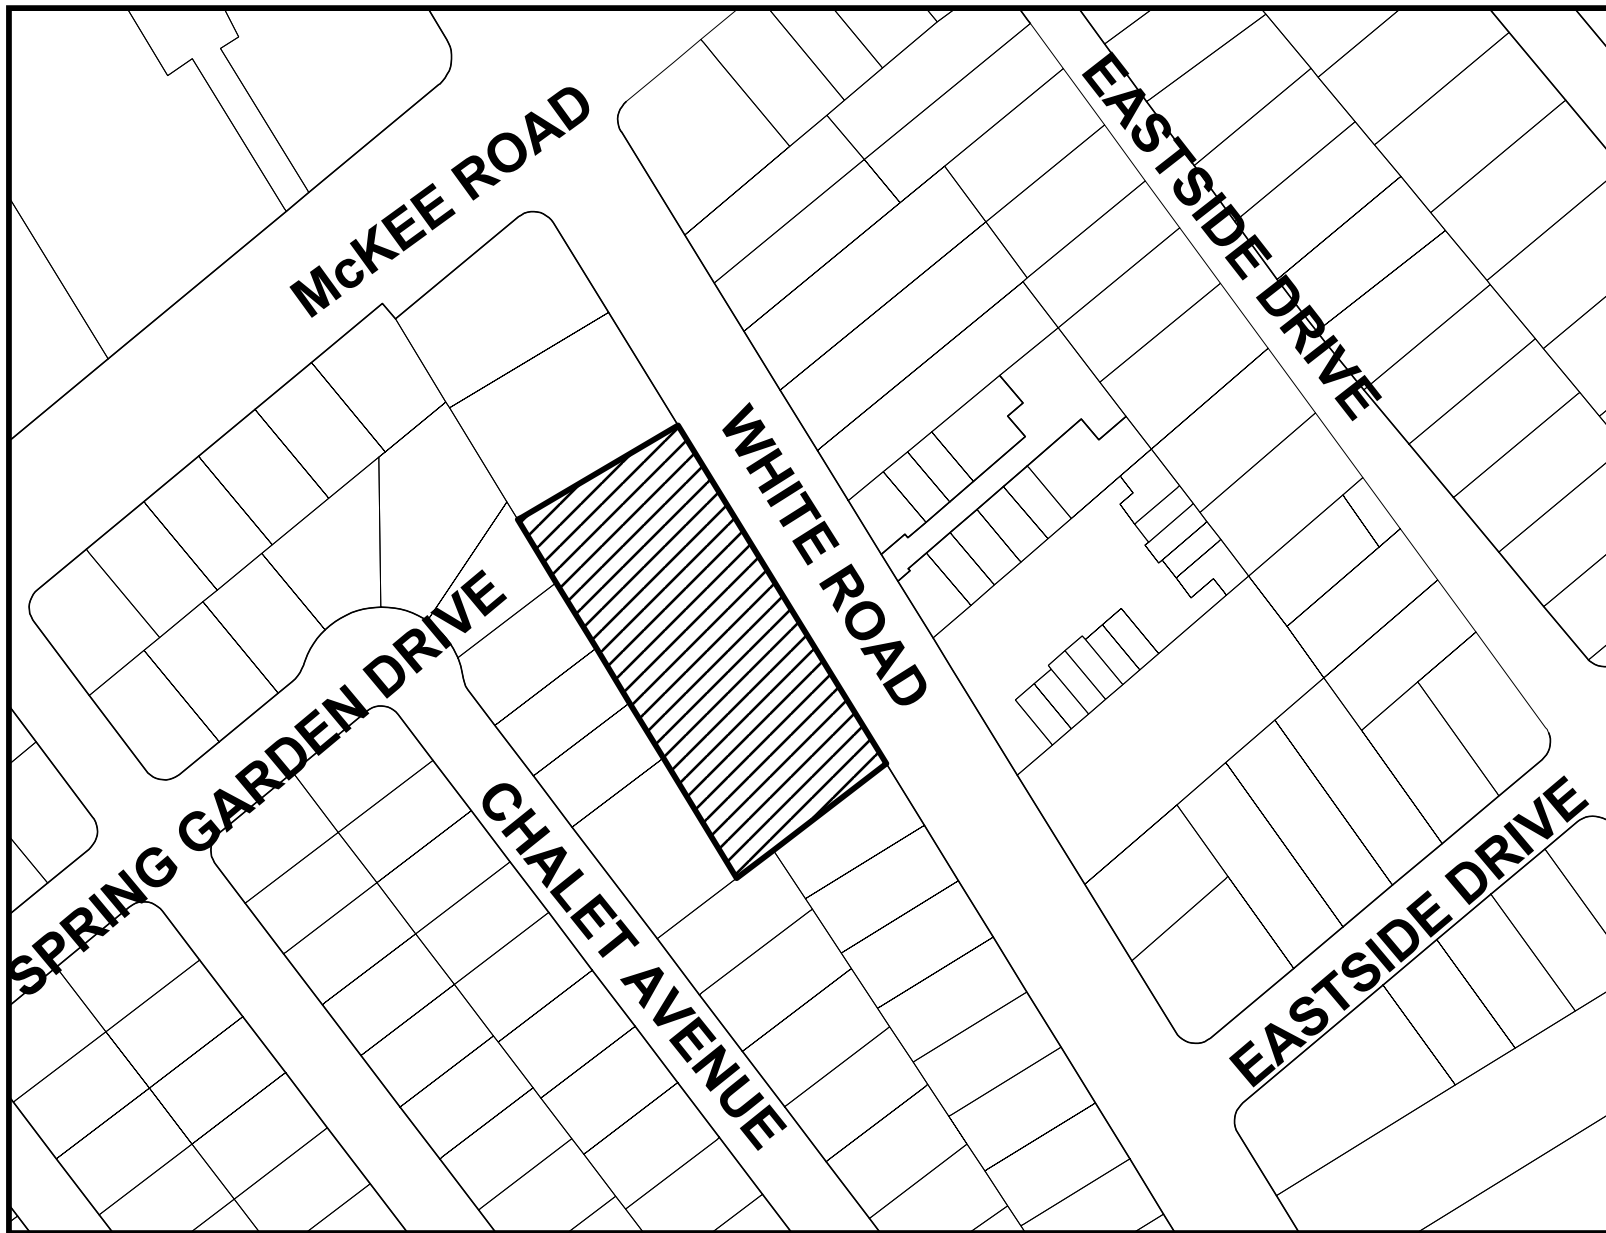 McKEE ROAD
EASTSIDE DRIVE
WHITE ROAD
SPRING GARDEN DRIVE
CHALET AVENUE
EASTSIDE DRIVE